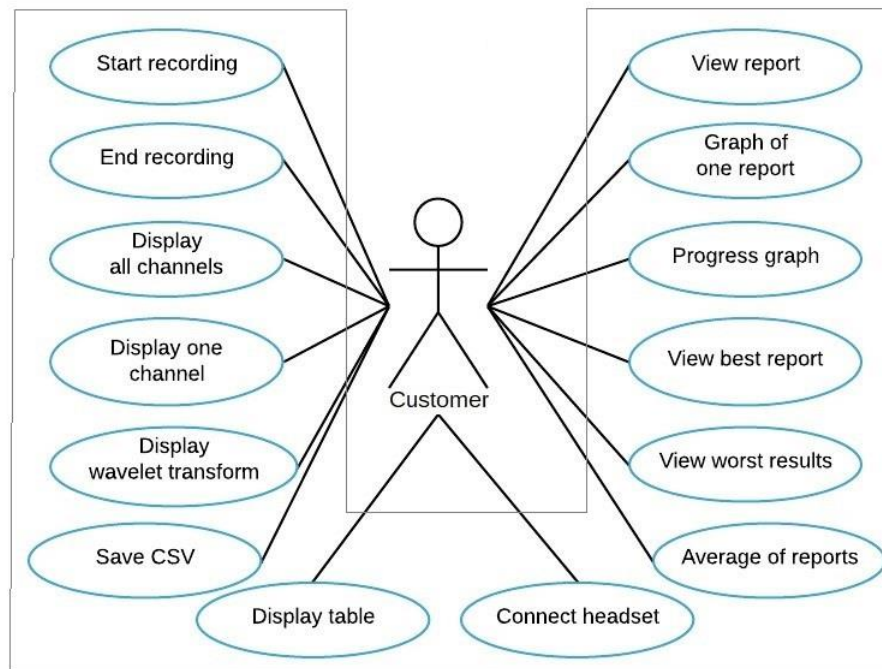 Start recording
End recording
Display
all channels
Display one
channel
Display
wavelet transform
Save CSV
Display table
Customer
Connect headset
View report
Graph of
one report
Progress graph
View best report
View worst results
Average of reports